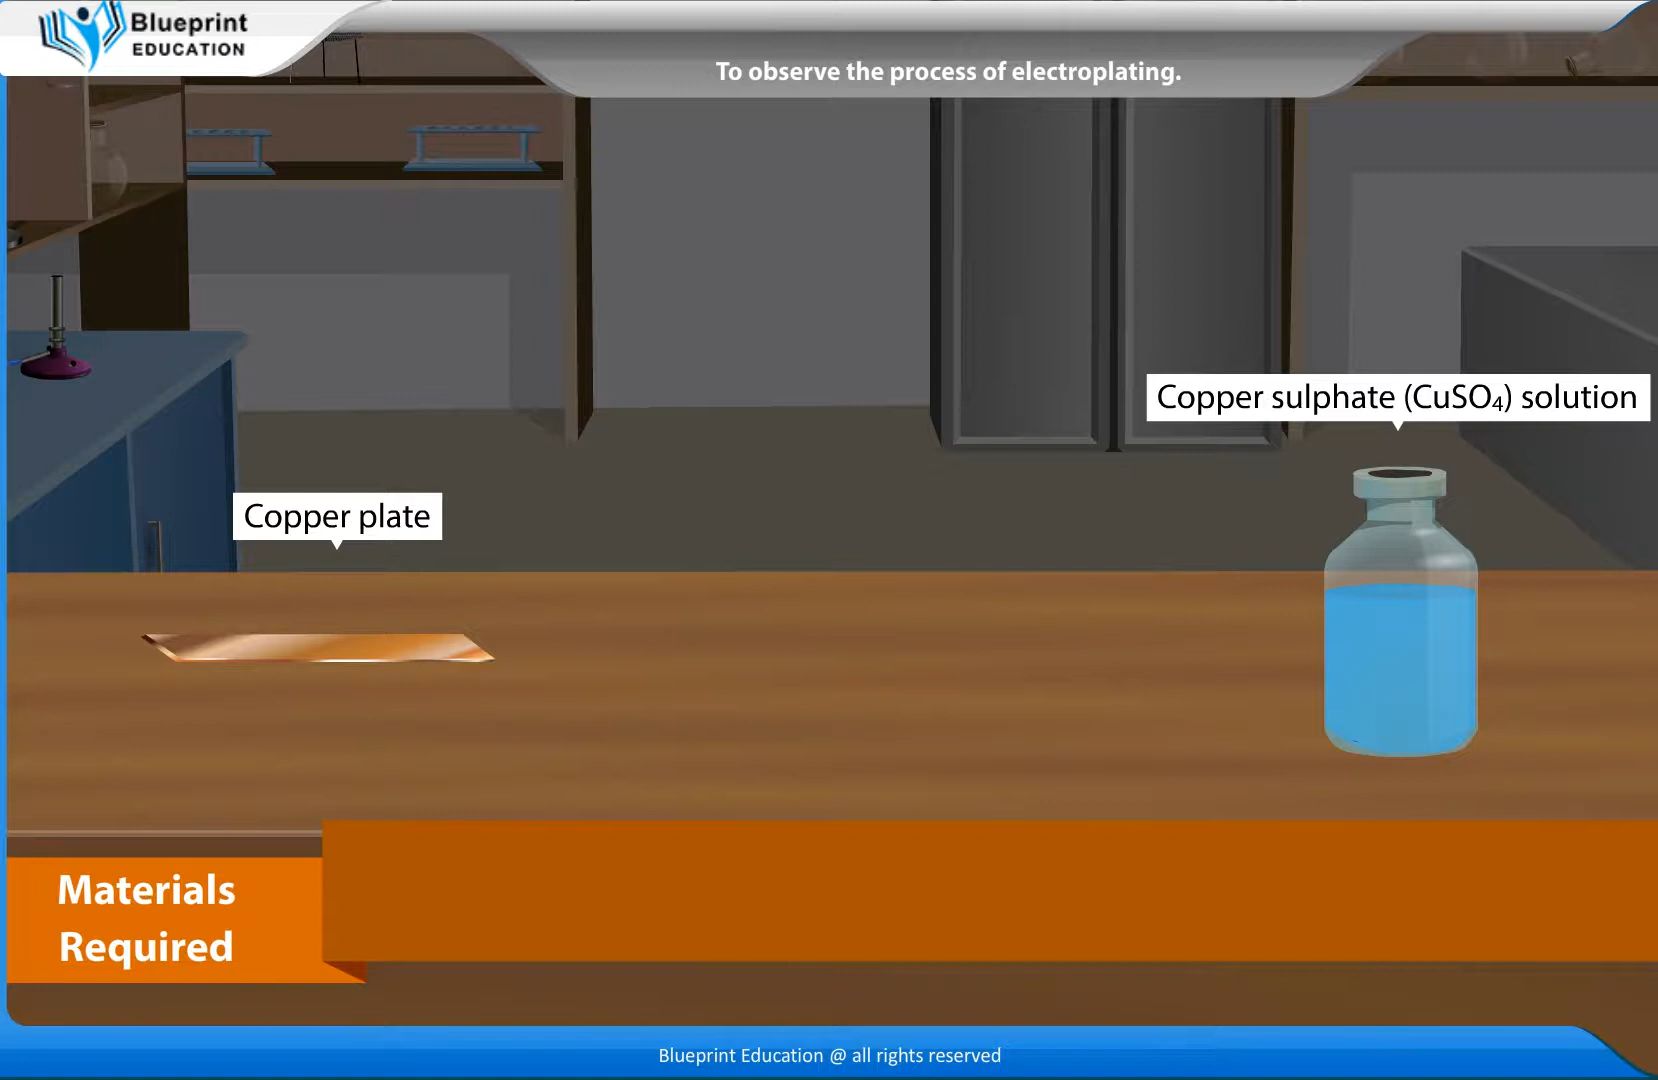 Blueprint
EDUCATION
To observe the process of electroplating.
Copper sulphate (CuSO₄) solution
Copper plate
Materials
Required
Blueprint Education @ all rights reserved